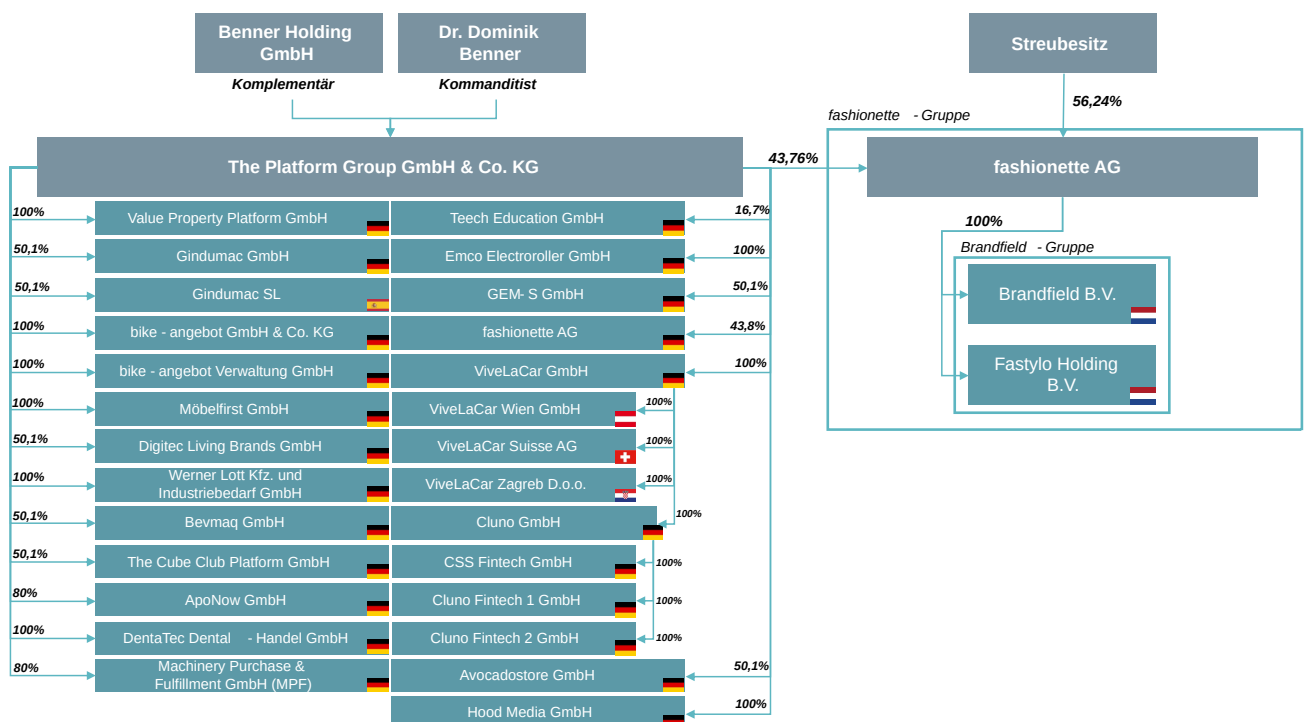 Benner Holding
GmbH
Dr. Dominik
Benner
Streubesitz
Komplementär
Kommanditist
56,24%
fashionette - Gruppe
The Platform Group GmbH & Co. KG
43,76%
fashionette AG
100%
Value Property Platform GmbH
Teech Education GmbH
16,7%
100%
50,1%
Gindumac GmbH
Emco Electroroller GmbH
100%
Brandfield - Gruppe
50,1%
Gindumac SL
GEM- S GmbH
50,1%
Brandfield B.V.
100%
bike - angebot GmbH & Co. KG
fashionette AG
43,8%
100%
bike - angebot Verwaltung GmbH
ViveLaCar GmbH
100%
Fastylo Holding
B.V.
100%
Möbelfirst GmbH
ViveLaCar Wien GmbH
100%
50,1%
Digitec Living Brands GmbH
ViveLaCar Suisse AG
100%
100%
Werner Lott Kfz. und
Industriebedarf GmbH
ViveLaCar Zagreb D.o.o.
100%
50,1%
Bevmaq GmbH
Cluno GmbH
100%
50,1%
The Cube Club Platform GmbH
CSS Fintech GmbH
100%
80%
ApoNow GmbH
Cluno Fintech 1 GmbH
100%
100%
DentaTec Dental - Handel GmbH
Cluno Fintech 2 GmbH
100%
80%
Machinery Purchase &
Fulfillment GmbH (MPF)
Avocadostore GmbH
50,1%
Hood Media GmbH
100%